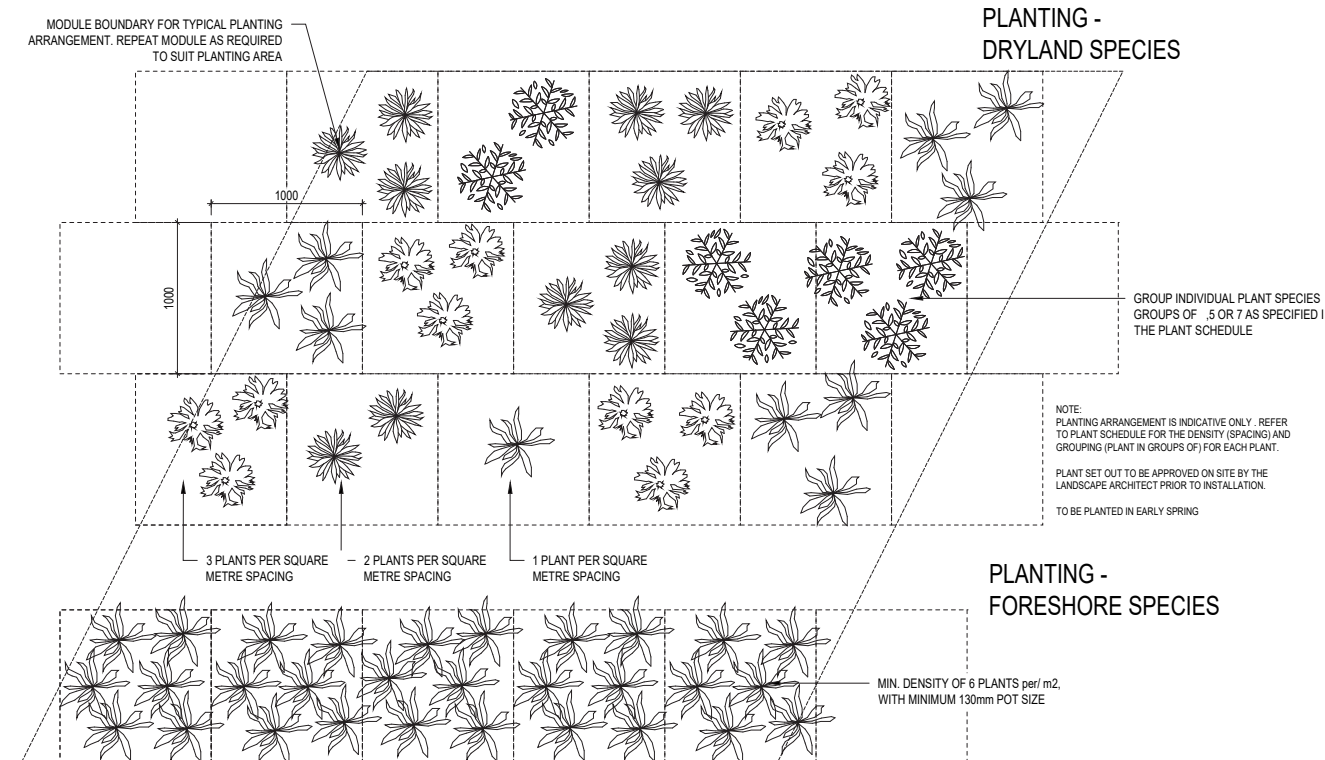 MODULE BOUNDARY FOR TYPICAL PLANTING
ARRANGEMENT. REPEAT MODULE AS REQUIRED
TO SUIT PLANTING AREA
PLANTING -
DRYLAND SPECIES
1000
1000
GROUP INDIVIDUAL PLANT SPECIES
GROUPS OF ,5 OR 7 AS SPECIFIED I
THE PLANT SCHEDULE
NOTE:
PLANTING ARRANGEMENT IS INDICATIVE ONLY . REFER
TO PLANT SCHEDULE FOR THE DENSITY (SPACING) AND
GROUPING (PLANT IN GROUPS OF) FOR EACH PLANT.
PLANT SET OUT TO BE APPROVED ON SITE BY THE
LANDSCAPE ARCHITECT PRIOR TO INSTALLATION.
TO BE PLANTED IN EARLY SPRING
3 PLANTS PER SQUARE
METRE SPACING
2 PLANTS PER SQUARE
METRE SPACING
1 PLANT PER SQUARE
METRE SPACING
PLANTING -
FORESHORE SPECIES
MIN. DENSITY OF 6 PLANTS per/ m2,
WITH MINIMUM 130mm POT SIZE